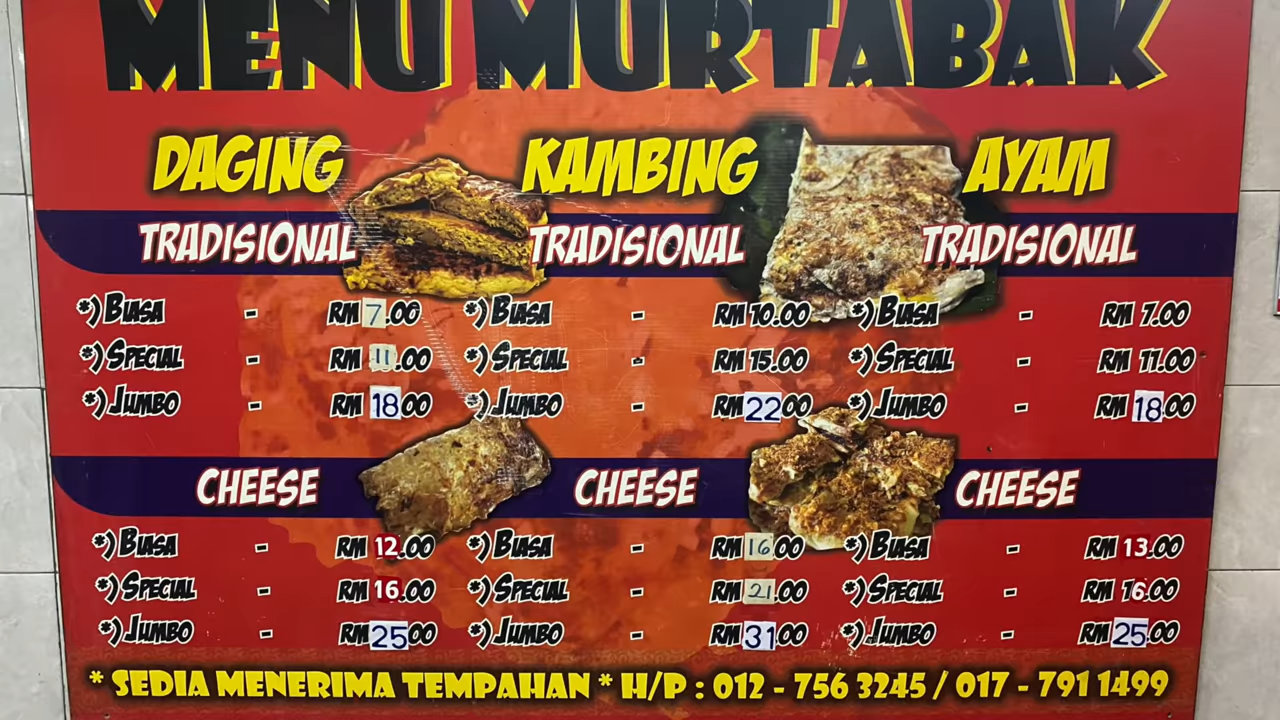 MENU MURTABAK
DAGING KAMBING AYAM
TRADISIONAL TRADISIONAL TRADISIONAL
*) BIASA - RM 7.00 *) BIASA - RM 10.00 *) BIASA - RM 7.00
*) SPECIAL - RM 11.00 *) SPECIAL - RM 15.00 *) SPECIAL - RM 11.00
*) JUMBO - RM 18.00 *) JUMBO - RM 22.00 *) JUMBO - RM 18.00
CHEESE CHEESE CHEESE
*) BIASA - RM 12.00 *) BIASA - RM 16.00 *) BIASA - RM 13.00
*) SPECIAL - RM 16.00 *) SPECIAL - RM 21.00 *) SPECIAL - RM 16.00
*) JUMBO - RM 25.00 *) JUMBO - RM 31.00 *) JUMBO - RM 25.00
* SEDIA MENERIMA TEMPAHAN * H/P : 012 - 756 3245 / 017 - 791 1499